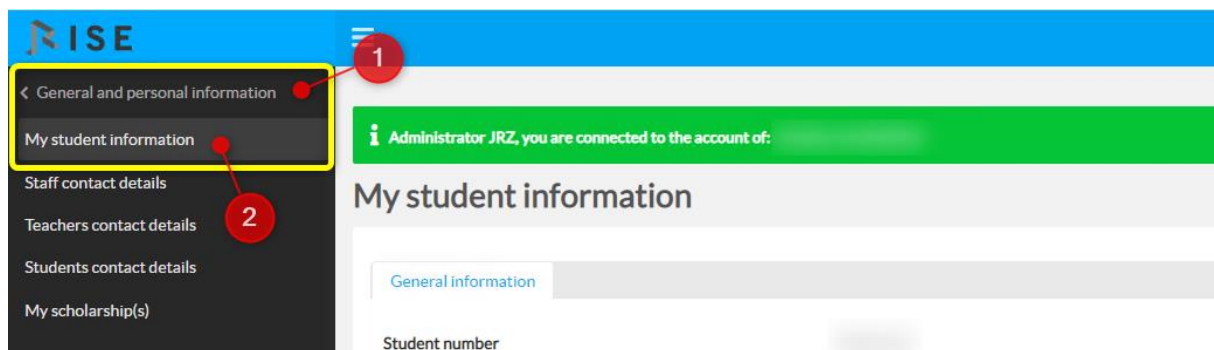 RISE
1
General and personal information
My student information
2
Staff contact details
Teachers contact details
Students contact details
My scholarship(s)
Administrator JRZ, you are connected to the account of:
My student information
General information
Student number